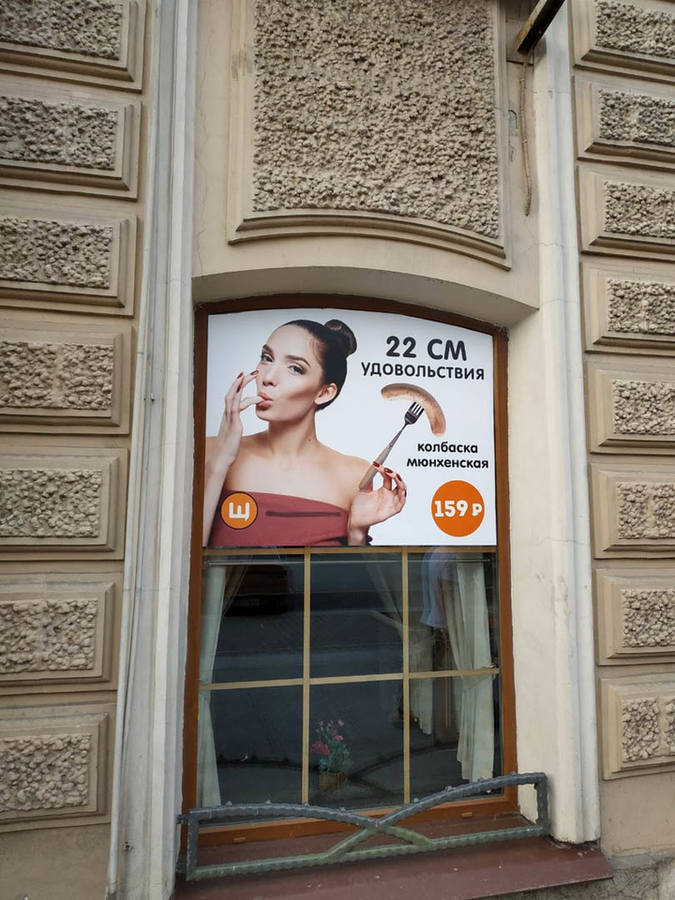 22 СМ
УДОВОЛЬСТВИЯ
колбаска
мюнхенская
159 Р
Щ